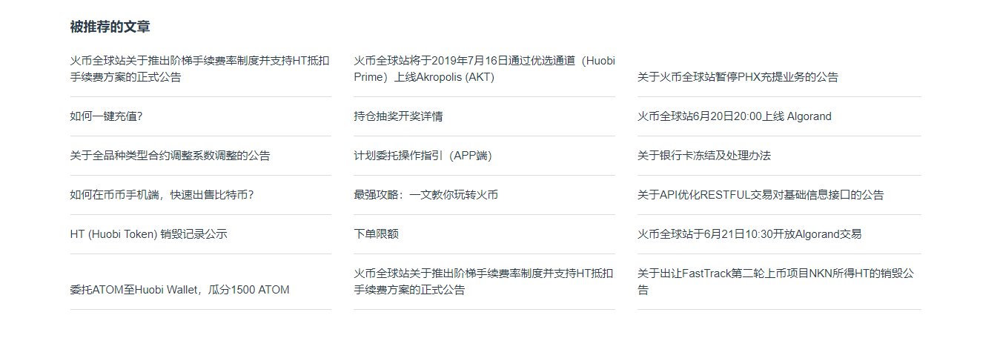 被推荐的文章
火币全球站关于推出阶梯手续费率制度并支持HT抵扣
手续费方案的正式公告
火币全球站将于2019年7月16日通过优选通道（Huobi
Prime）上线Akropolis (AKT)
关于火币全球站暂停PHX充提业务的公告
如何一键充值？
持仓抽奖开奖详情
火币全球站6月20日20:00上线 Algorand
关于全品种类型合约调整系数调整的公告
计划委托操作指引（APP端）
关于银行卡冻结及处理办法
如何在币币手机端，快速出售比特币？
最强攻略：一文教你玩转火币
关于API优化RESTFUL交易对基础信息接口的公告
HT (Huobi Token) 销毁记录公示
下单限额
火币全球站于6月21日10:30开放Algorand交易
委托ATOM至Huobi Wallet，瓜分1500 ATOM
火币全球站关于推出阶梯手续费率制度并支持HT抵扣
手续费方案的正式公告
关于出让FastTrack第二轮上币项目NKN所得HT的销毁公
告